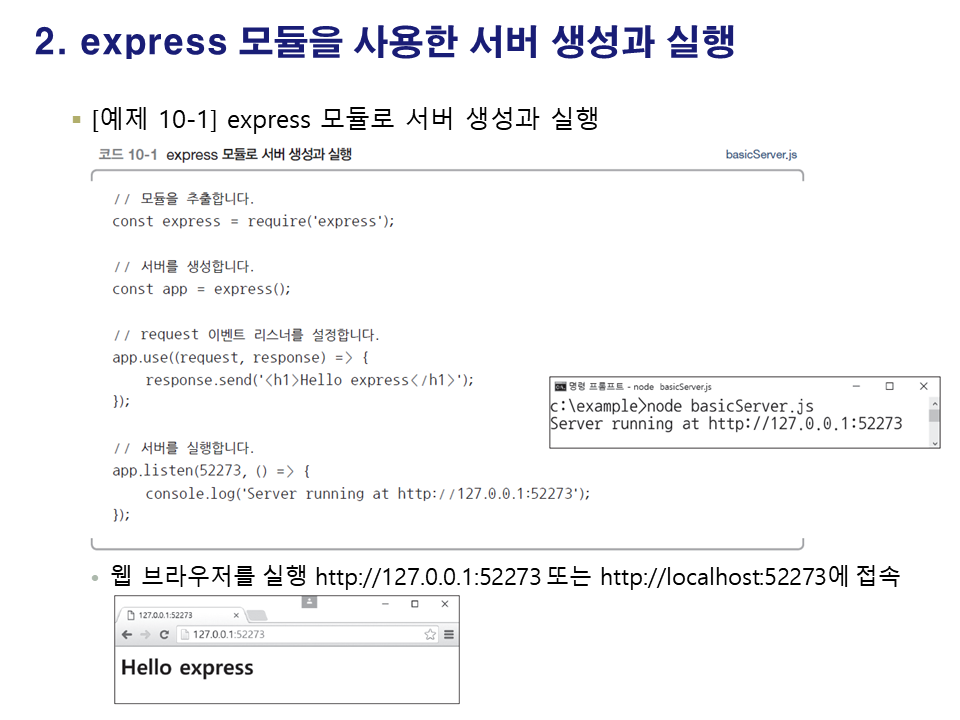 2. express 모듈을 사용한 서버 생성과 실행
[예제 10-1] express 모듈로 서버 생성과 실행
코드 10-1 express 모듈로 서버 생성과 실행 basicServer.js
// 모듈을 추출합니다.
const express = require('express');
// 서버를 생성합니다.
const app = express();
// request 이벤트 리스너를 설정합니다.
app.use((request, response) => {
response.send('<h1>Hello express</h1>');
});
// 서버를 실행합니다.
app.listen(52273, () => {
console.log('Server running at http://127.0.0.1:52273');
});
명령 프롬프트 - node basicServer.js
c:\example>node basicServer.js
Server running at http://127.0.0.1:52273
• 웹 브라우저를 실행 http://127.0.0.1:52273 또는 http://localhost:52273에 접속
127.0.0.1:52273
127.0.0.1:52273
Hello express